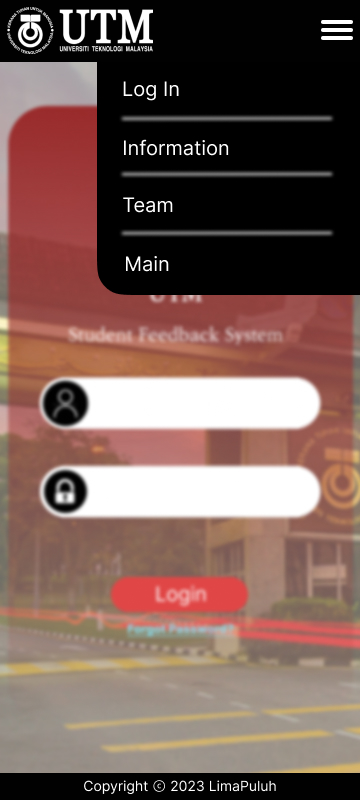 UTM
UNIVERSITI TEKNOLOGI MALAYSIA
Log In
Information
Team
Main
UTM
Student Feedback System
Login
Forgot Password?
Copyright © 2023 LimaPuluh